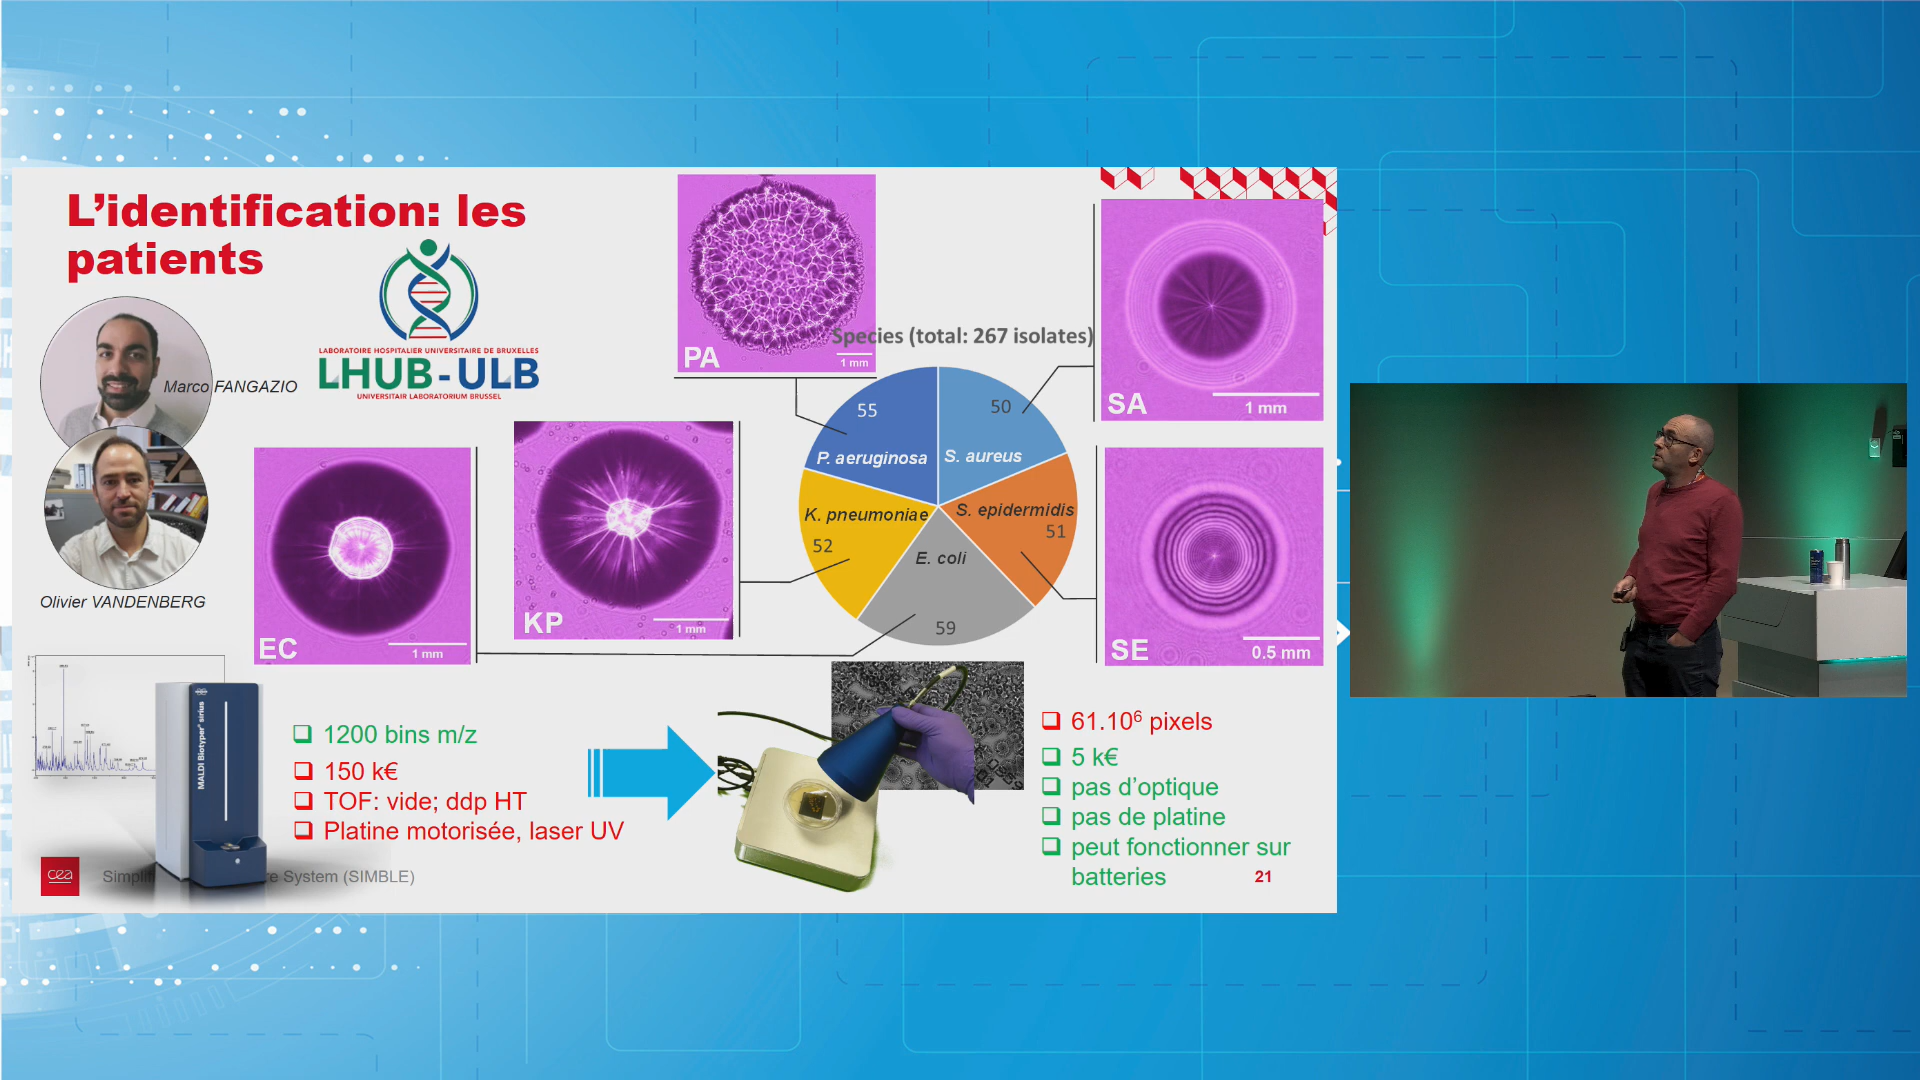 L’identification: les
patients
LABORATOIRE HOSPITALIER UNIVERSITAIRE DE BRUXELLES
LHUB-ULB
UNIVERSITAIR LABORATORIUM BRUSSEL
Marco FANGAZIO
Olivier VANDENBERG
PA
1 mm
Species (total: 267 isolates)
SA
1 mm
55
50
P. aeruginosa
S. aureus
K. pneumoniae
S. epidermidis
52
51
E. coli
59
EC
1 mm
KP
1 mm
SE
0.5 mm
MALDI Biotyper® sirius
❑ 1200 bins m/z
❑ 150 k€
❑ TOF: vide; ddp HT
❑ Platine motorisée, laser UV
❑ 61.10⁶ pixels
❑ 5 k€
❑ pas d’optique
❑ pas de platine
❑ peut fonctionner sur
batteries
cea
System (SIMBLE)
21